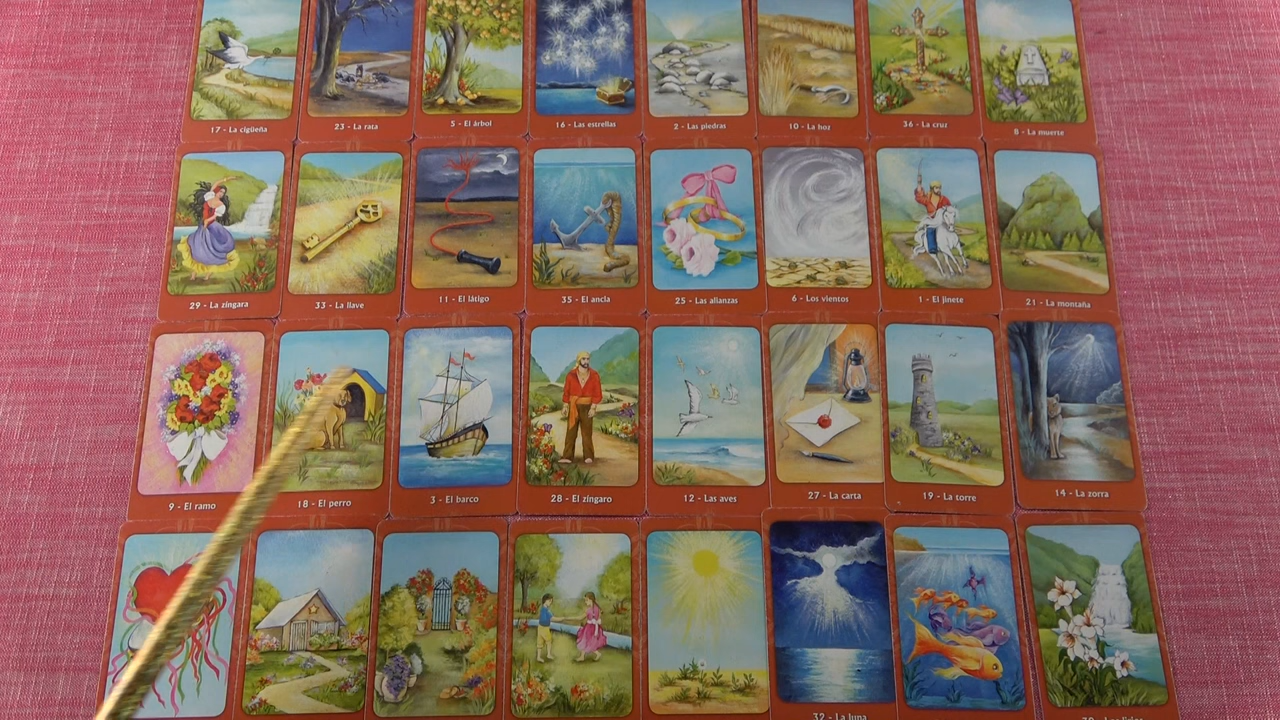 17 - La cigüeña
23 - La rata
5 - El árbol
16 - Las estrellas
2 - Las piedras
10 - La hoz
36 - La cruz
8 - La muerte
29 - La zíngara
33 - La llave
11 - El látigo
35 - El ancla
25 - Las alianzas
6 - Los vientos
1 - El jinete
21 - La montaña
9 - El ramo
18 - El perro
3 - El barco
28 - El zíngaro
12 - Las aves
27 - La carta
19 - La torre
14 - La zorra
32 - La luna